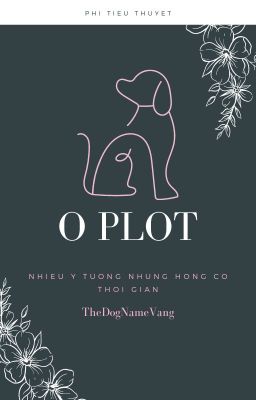 PHI TIEU THUYET
O PLOT
NHIEU Y TUONG NHUNG HONG CO
THOI GIAN
TheDogNameVang